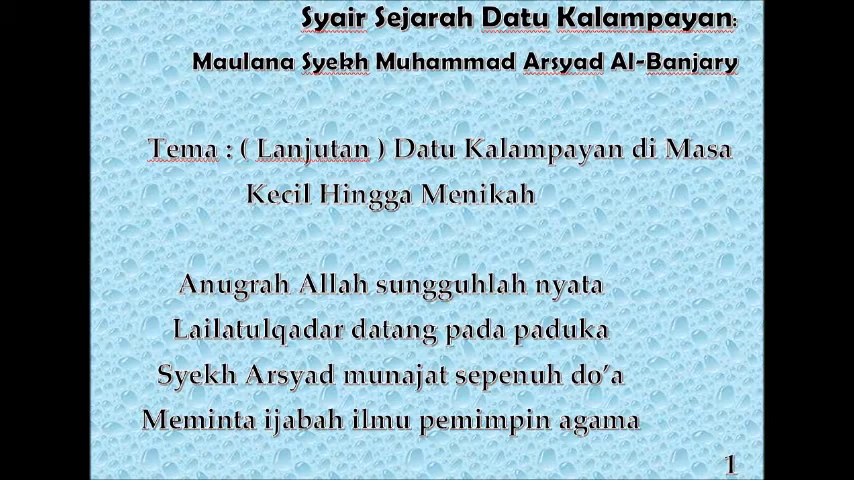 Syair Sejarah Datu Kalampayan:
Maulana Syekh Muhammad Arsyad Al-Banjary
Tema : ( Lanjutan ) Datu Kalampayan di Masa
Kecil Hingga Menikah
Anugrah Allah sungguhlah nyata
Lailatulqadar datang pada paduka
Syekh Arsyad munajat sepenuh do’a
Meminta ijabah ilmu pemimpin agama
1